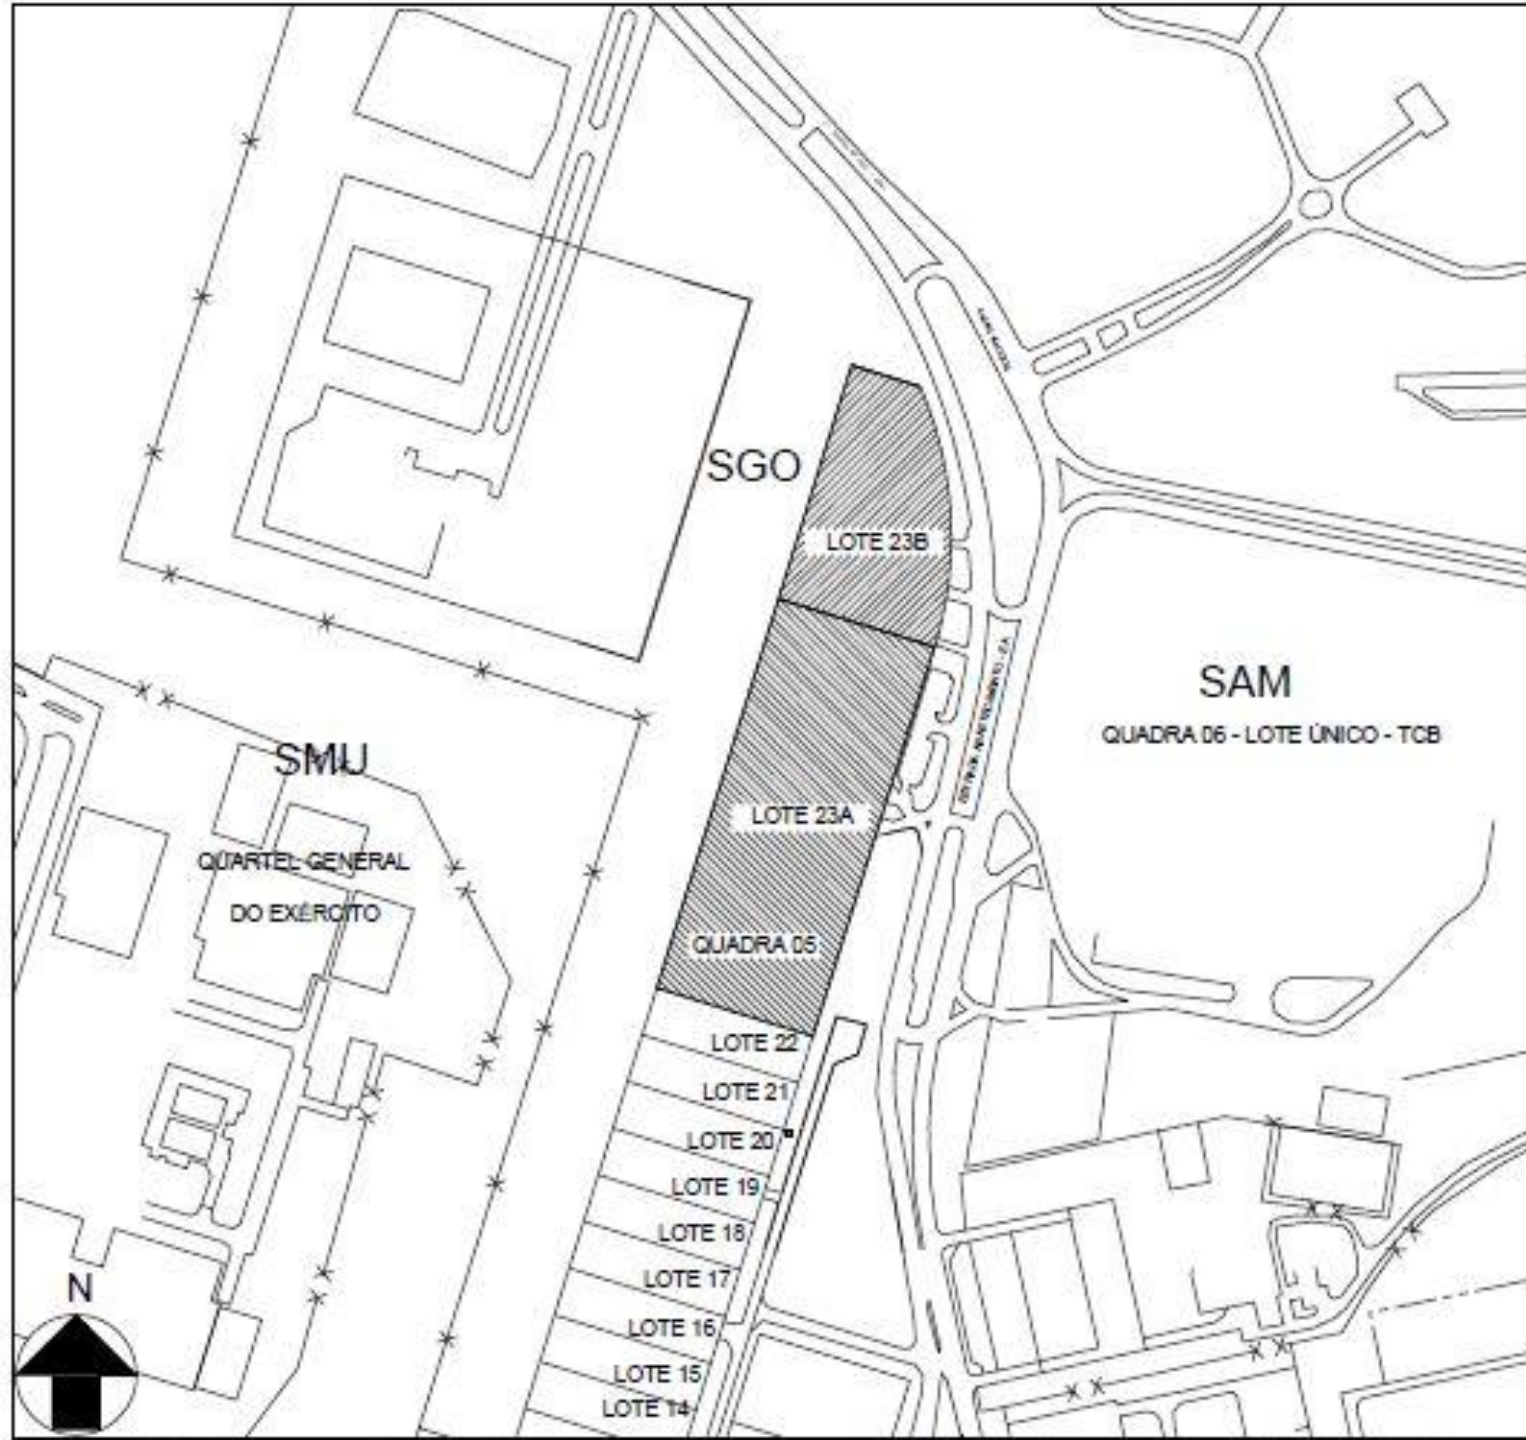 SGO
LOTE 23B
SAM
QUADRA 06 - LOTE ÚNICO - TCB
SMU
LOTE 23A
QUARTEL GENERAL
DO EXÉRCITO
QUADRA 05
LOTE 22
LOTE 21
LOTE 20
LOTE 19
LOTE 18
LOTE 17
N
LOTE 16
LOTE 15
LOTE 14